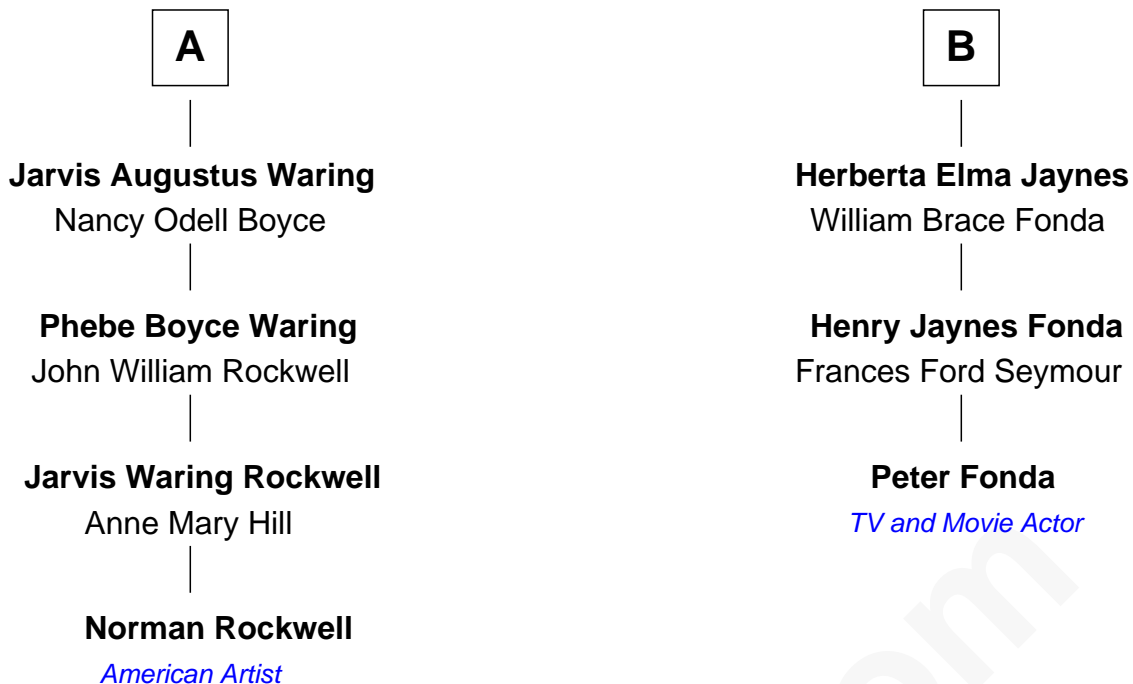 A
Jarvis Augustus Waring
Nancy Odell Boyce
Phebe Boyce Waring
John William Rockwell
Jarvis Waring Rockwell
Anne Mary Hill
Norman Rockwell
American Artist
B
Herberta Elma Jaynes
William Brace Fonda
Henry Jaynes Fonda
Frances Ford Seymour
Peter Fonda
TV and Movie Actor
om